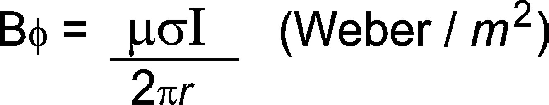 Bϕ = μσI / 2πr (Weber / m²)